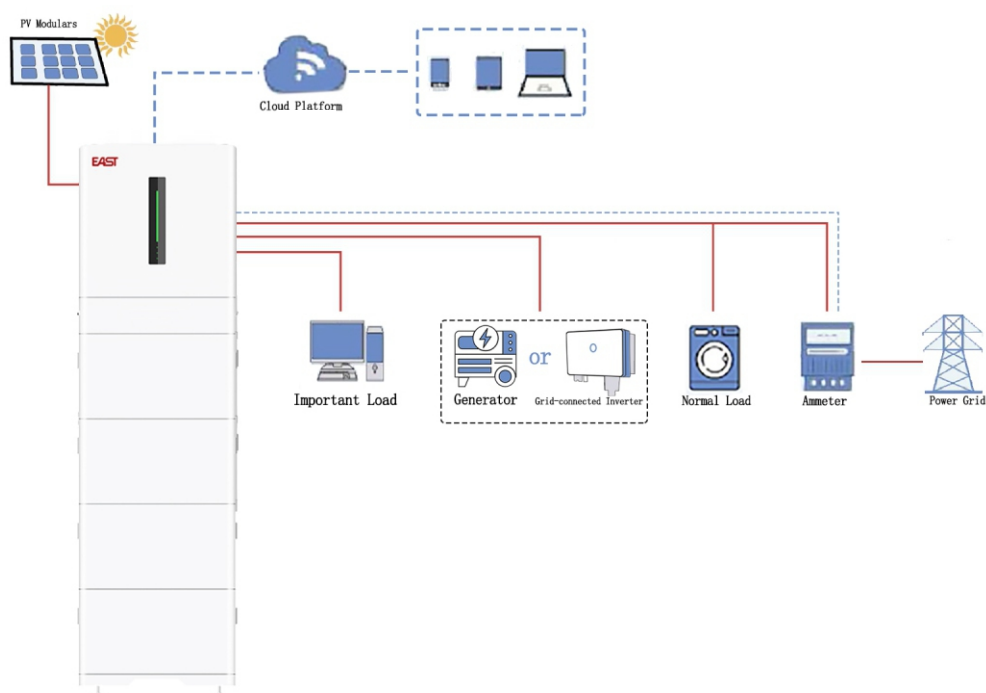 PV Modulars
Cloud Platform
EAST
or
Important Load
Generator
Grid-connected Inverter
Normal Load
Ammeter
Power Grid